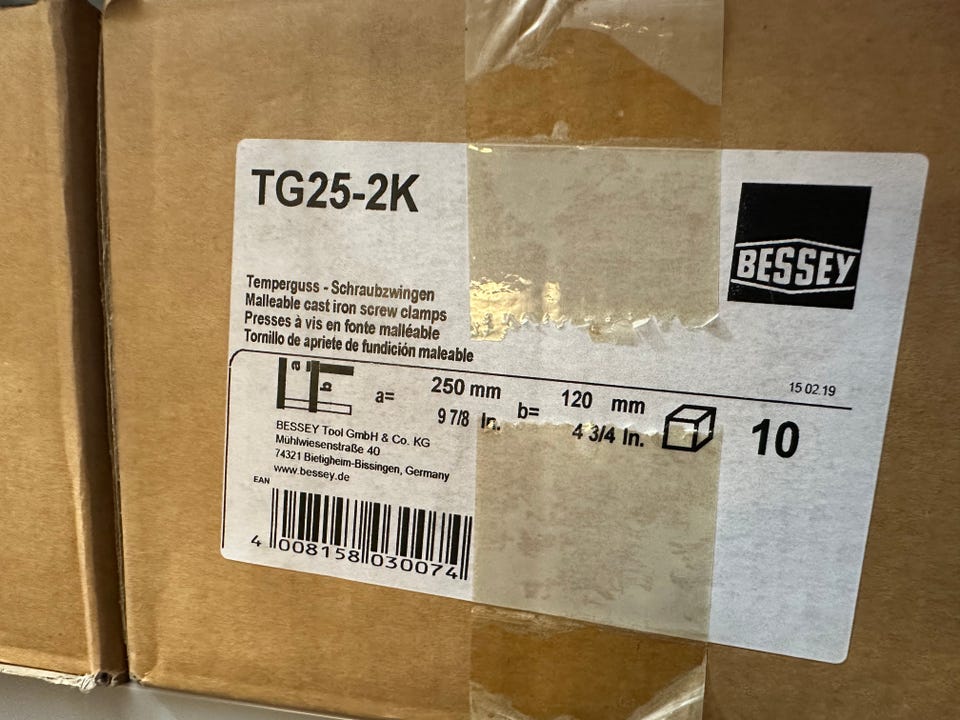 TG25-2K
BESSEY
Temperguss - Schraubzwingen
Malleable cast iron screw clamps
Presses à vis en fonte malléable
Tornillo de apriete de fundición maleable
15 02.19
a b a= 250 mm b= 120 mm
9 7/8 In. 4 3/4 In.
10
BESSEY Tool GmbH & Co. KG
Mühlwiesenstraße 40
74321 Bietigheim-Bissingen, Germany
www.bessey.de
EAN
4 008158 030074